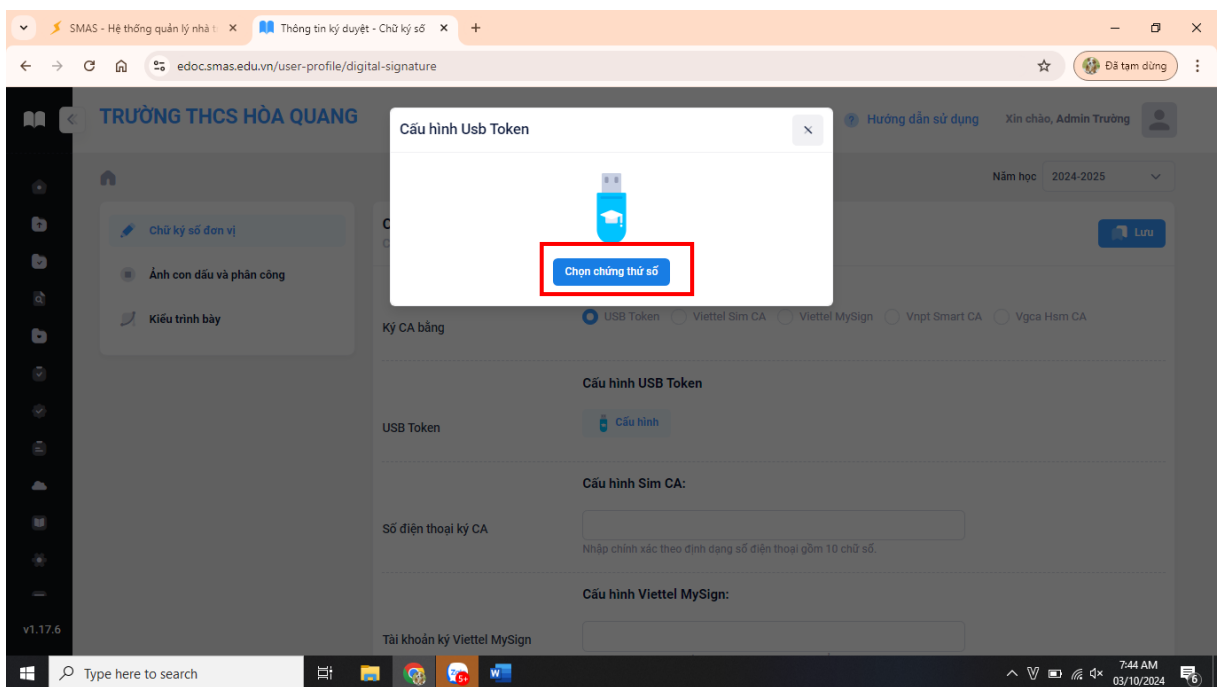 SMAS - Hệ thống quản lý nhà t
Thông tin ký duyệt - Chữ ký số
edoc.smas.edu.vn/user-profile/digital-signature
Đã tạm dừng
TRƯỜNG THCS HÒA QUANG
Cấu hình Usb Token
Hướng dẫn sử dụng
Xin chào, Admin Trường
Năm học 2024-2025
Chữ ký số đơn vị
Ảnh con dấu và phân công
Kiểu trình bày
Lưu
Chọn chứng thư số
Ký CA bằng
USB Token Viettel Sim CA Viettel MySign Vnpt Smart CA Vgca Hsm CA
Cấu hình USB Token
USB Token
Cấu hình
Cấu hình Sim CA:
Số điện thoại ký CA
Nhập chính xác theo định dạng số điện thoại gồm 10 chữ số.
Cấu hình Viettel MySign:
Tài khoản ký Viettel MySign
v1.17.6
Type here to search
5+
7:44 AM
03/10/2024
6